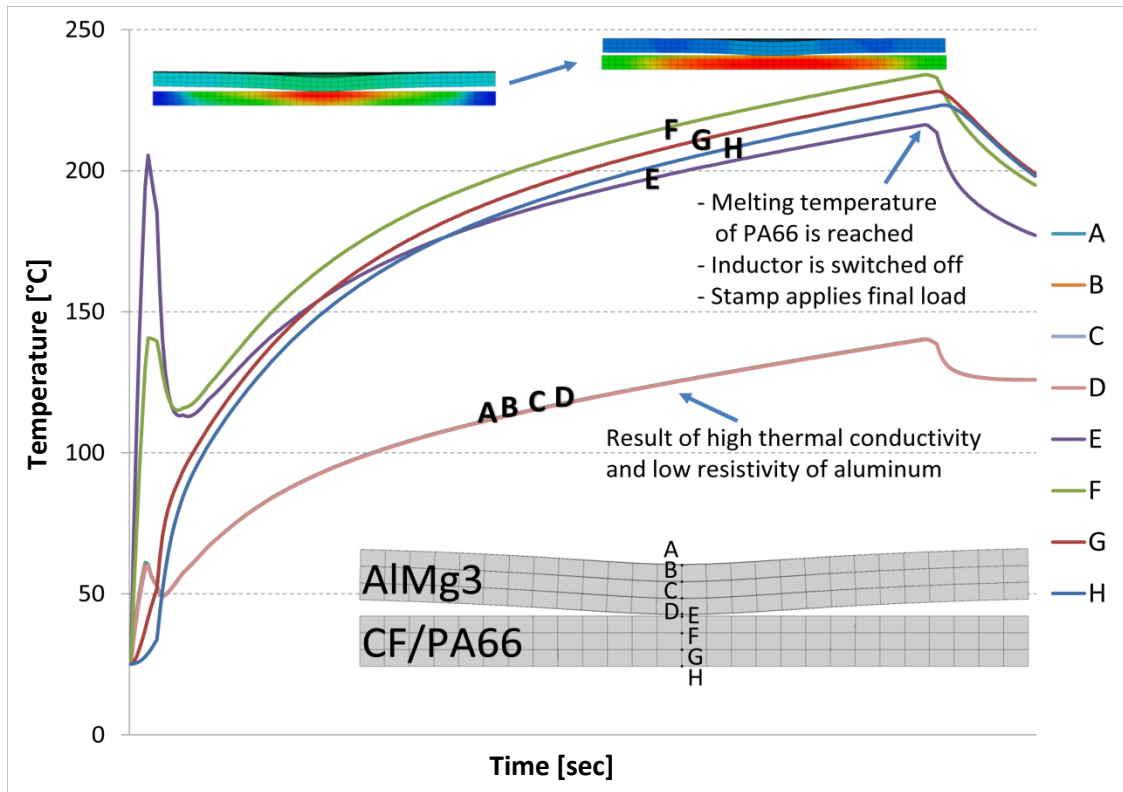 250
200
150
100
50
0
Temperature [°C]
Time [sec]
F
G
H
E
- Melting temperature
of PA66 is reached
- Inductor is switched off
- Stamp applies final load
A B C D
Result of high thermal conductivity
and low resistivity of aluminum
AlMg3
CF/PA66
A
B
C
D
E
F
G
H
A
B
C
D
E
F
G
H